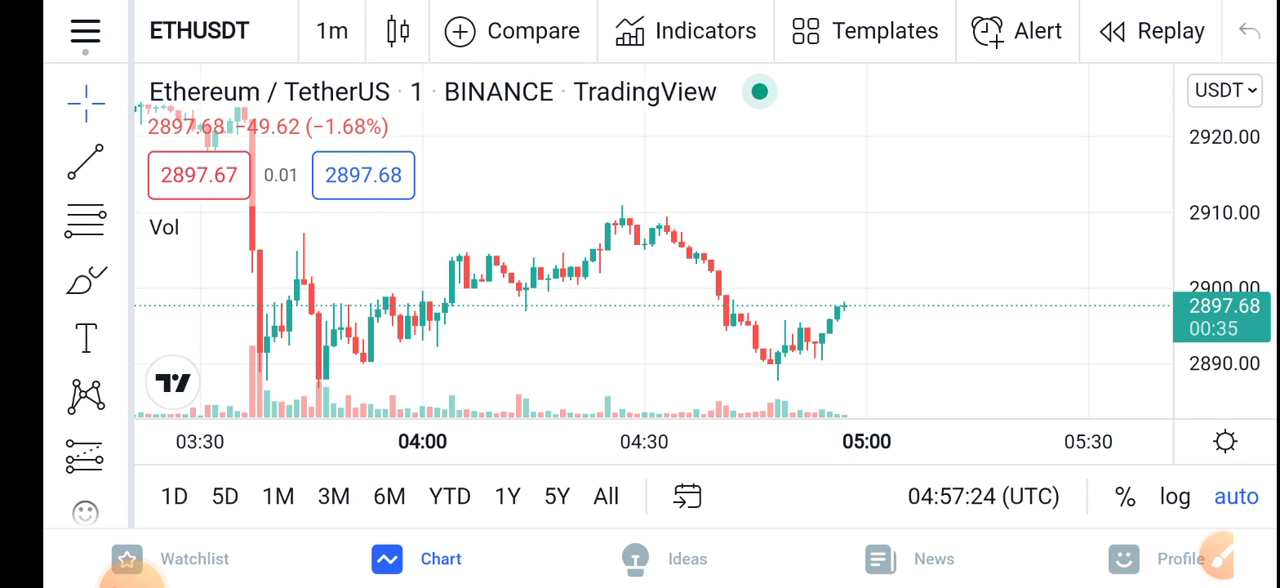 ETHUSDT 1m Compare Indicators Templates Alert Replay
Ethereum / TetherUS · 1 · BINANCE · TradingView
USDT
2897.68 −49.62 (−1.68%)
2920.00
2897.67 0.01 2897.68
2910.00
Vol
2900.00
2897.68
00:35
2890.00
03:30 04:00 04:30 05:00 05:30
1D 5D 1M 3M 6M YTD 1Y 5Y All 04:57:24 (UTC) % log auto
Watchlist Chart Ideas News Profile